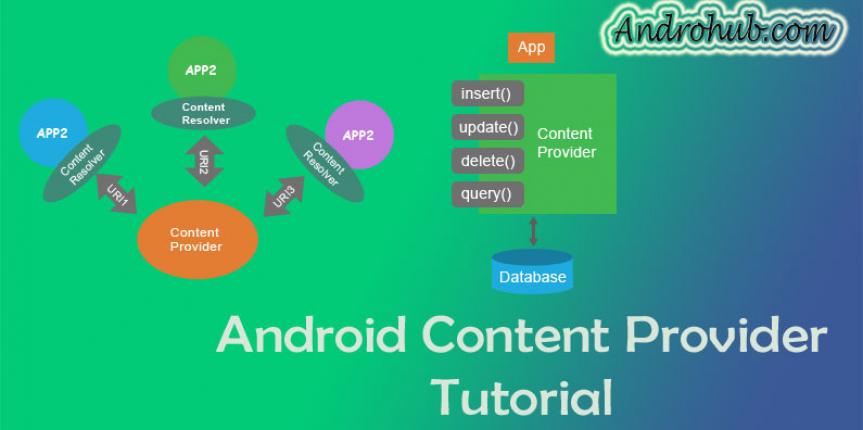 Androhub.com
APP2
Content
Resolver
APP2
Content
Resolver
APP2
Content
Resolver
URI1
URI2
URI3
Content
Provider
App
insert()
update()
delete()
query()
Content
Provider
Database
Android Content Provider
Tutorial